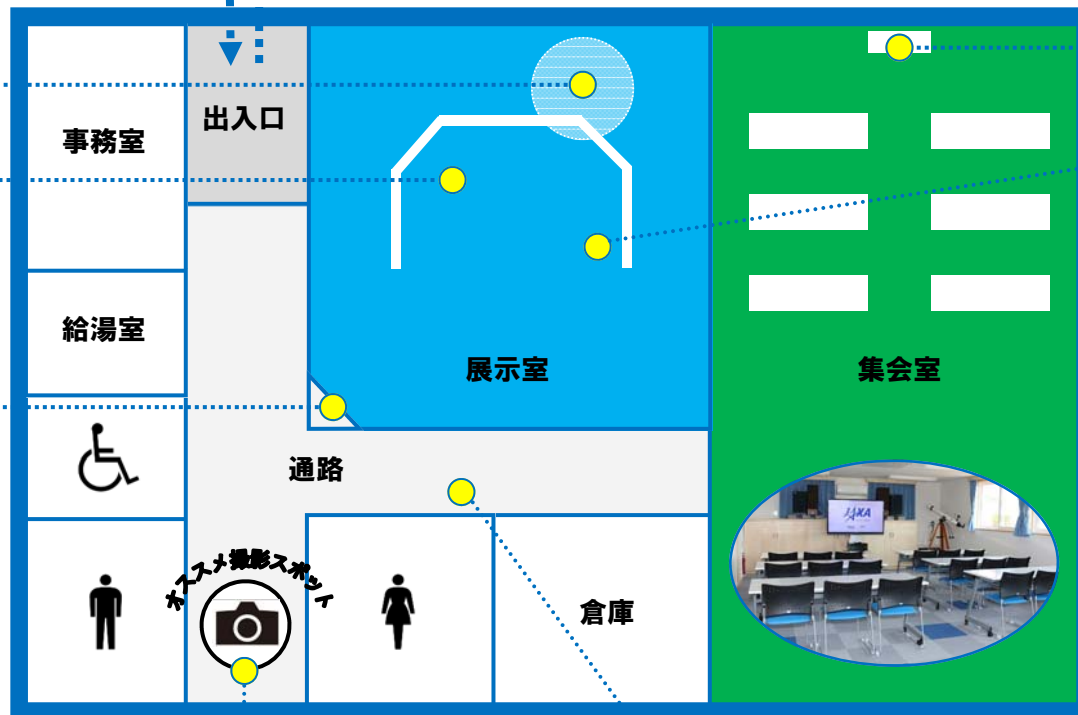 出入口
事務室
給湯室
展示室
集会室
通路
オススメ撮影スポット
倉庫